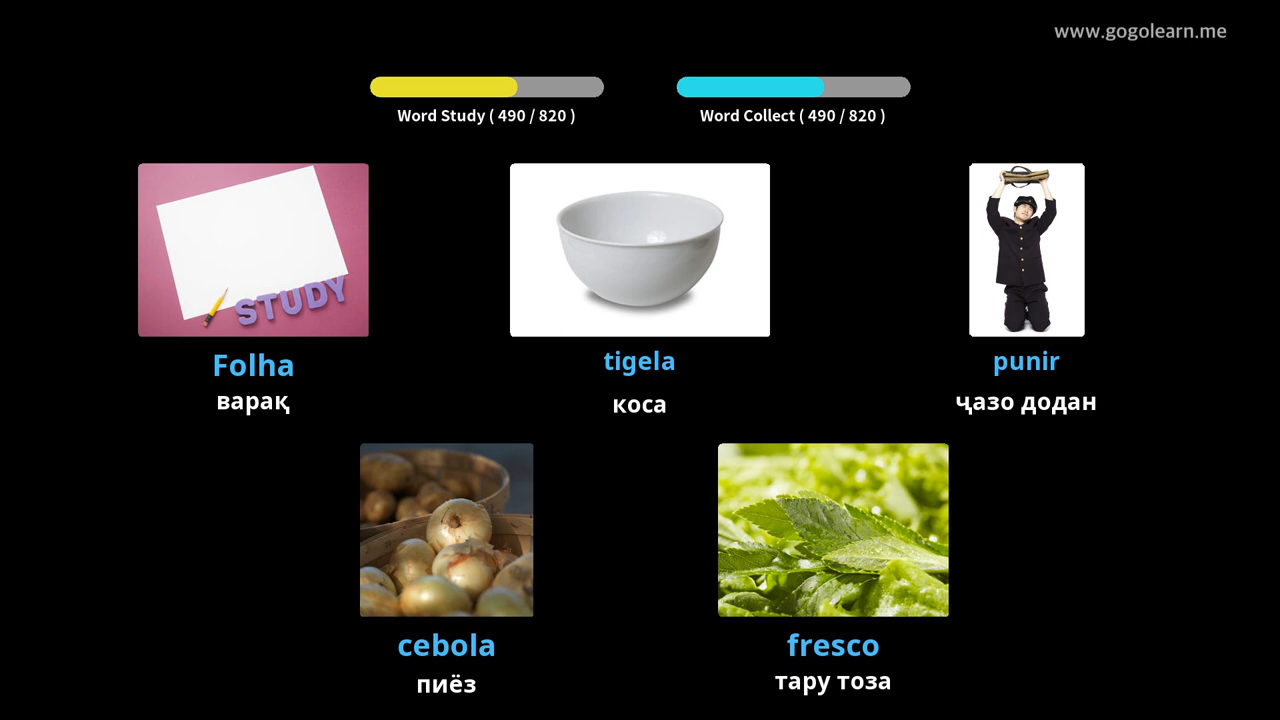 www.gogolearn.me
Word Study ( 490 / 820 )
Word Collect ( 490 / 820 )
STUDY
Folha
варақ
tigela
коса
punir
ҷазо додан
cebola
пиёз
fresco
тару тоза